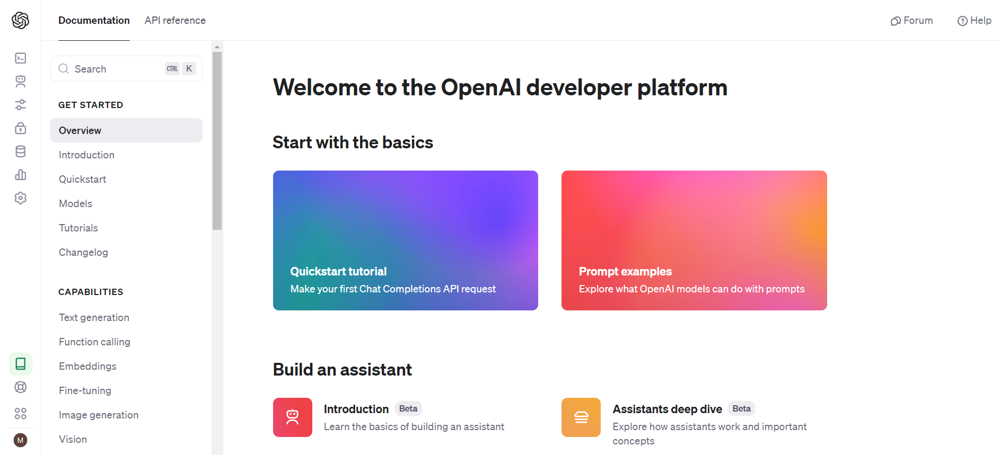 Documentation
API reference
Forum
Help
Search
CTRL K
GET STARTED
Overview
Introduction
Quickstart
Models
Tutorials
Changelog
CAPABILITIES
Text generation
Function calling
Embeddings
Fine-tuning
Image generation
Vision
M
Welcome to the OpenAI developer platform
Start with the basics
Quickstart tutorial
Make your first Chat Completions API request
Prompt examples
Explore what OpenAI models can do with prompts
Build an assistant
Introduction Beta
Learn the basics of building an assistant
Assistants deep dive Beta
Explore how assistants work and important
concepts